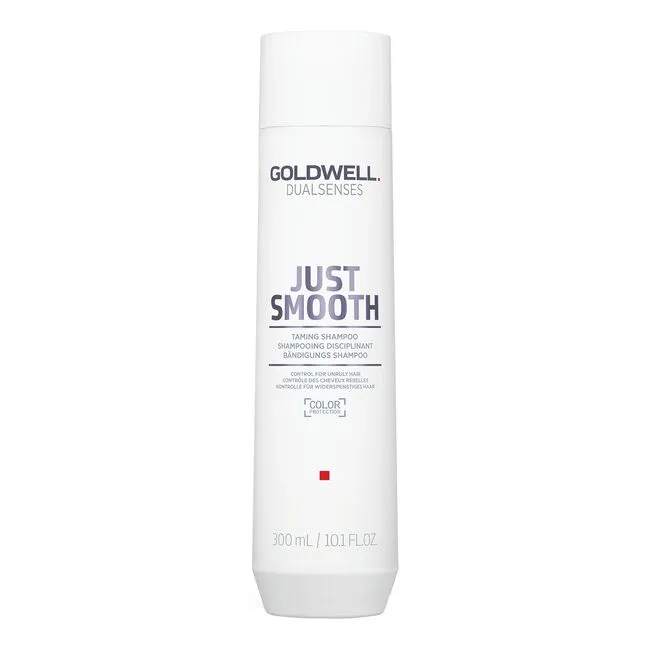 GOLDWELL.
DUALSENSES
JUST
SMOOTH
TAMING SHAMPOO
SHAMPOOING DISCIPLINANT
BÄNDIGUNGS SHAMPOO
CONTROL FOR UNRULY HAIR
CONTRÔLE DES CHEVEUX REBELLES
KONTROLLE FÜR WIDERSPENSTIGES HAAR
COLOR
PROTECTION
300 mL / 10.1 FL.OZ.